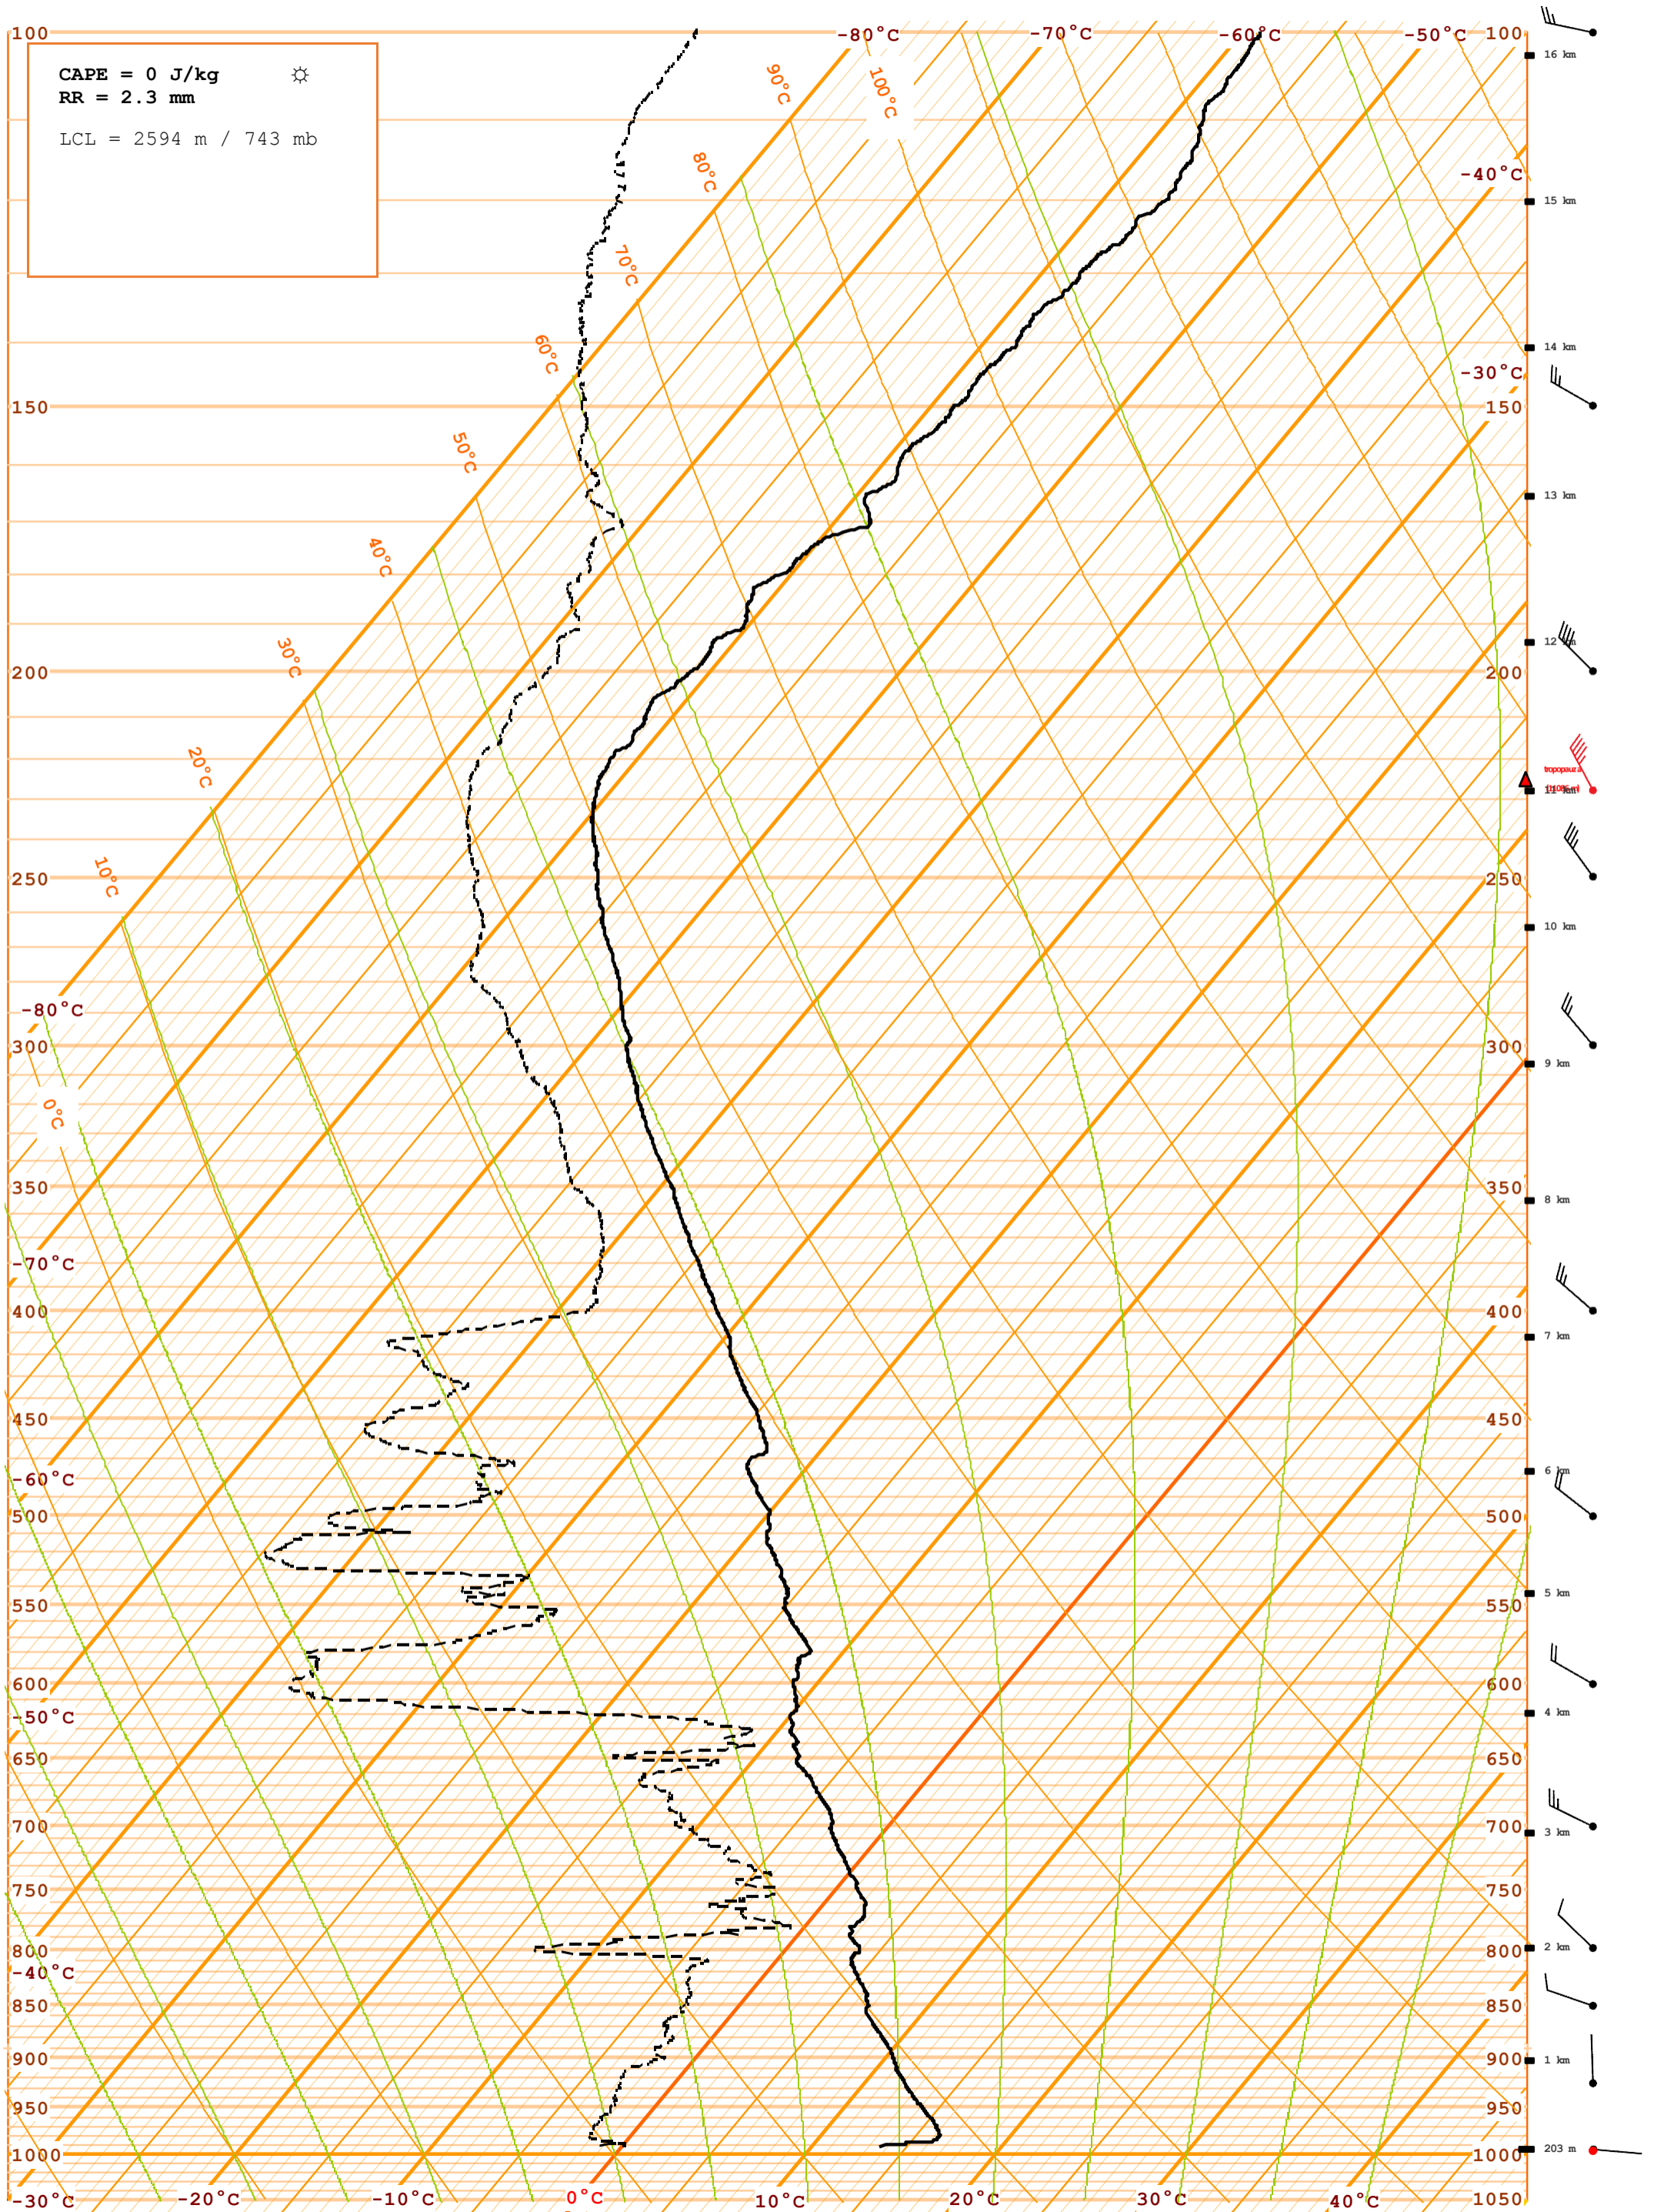 100 -80°C -70°C -60°C -50°C 100
16 km
CAPE = 0 J/kg
RR = 2.3 mm
LCL = 2594 m / 743 mb
90°C 100°C
80°C -40°C
15 km
70°C
60°C 14 km
-30°C
150 150
50°C
13 km
40°C
30°C 12 km
200 200
20°C tropopauza
11 km
10°C 250 250
10 km
-80°C
300 300
9 km
0°C
350 350
8 km
-70°C
400 400
7 km
450 450
-60°C 6 km
500 500
5 km
550 550
600 600
-50°C 4 km
650 650
700 700
3 km
750 750
800 800 2 km
-40°C
850 850
900 900 1 km
950 950
1000 1000 203 m
-30°C -20°C -10°C 0°C 10°C 20°C 30°C 40°C 1050